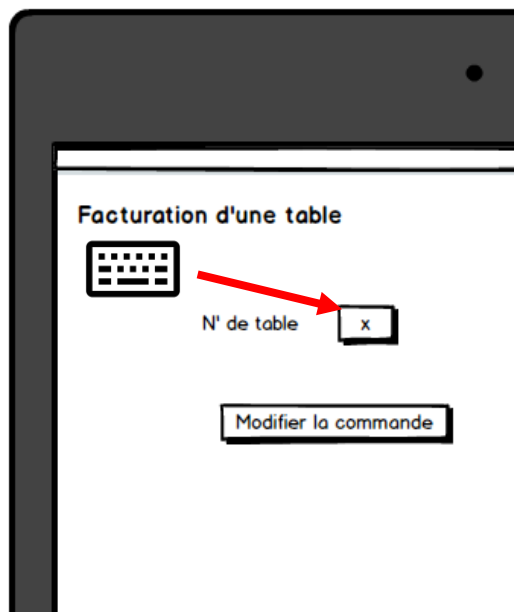 Facturation d'une table
N' de table x
Modifier la commande